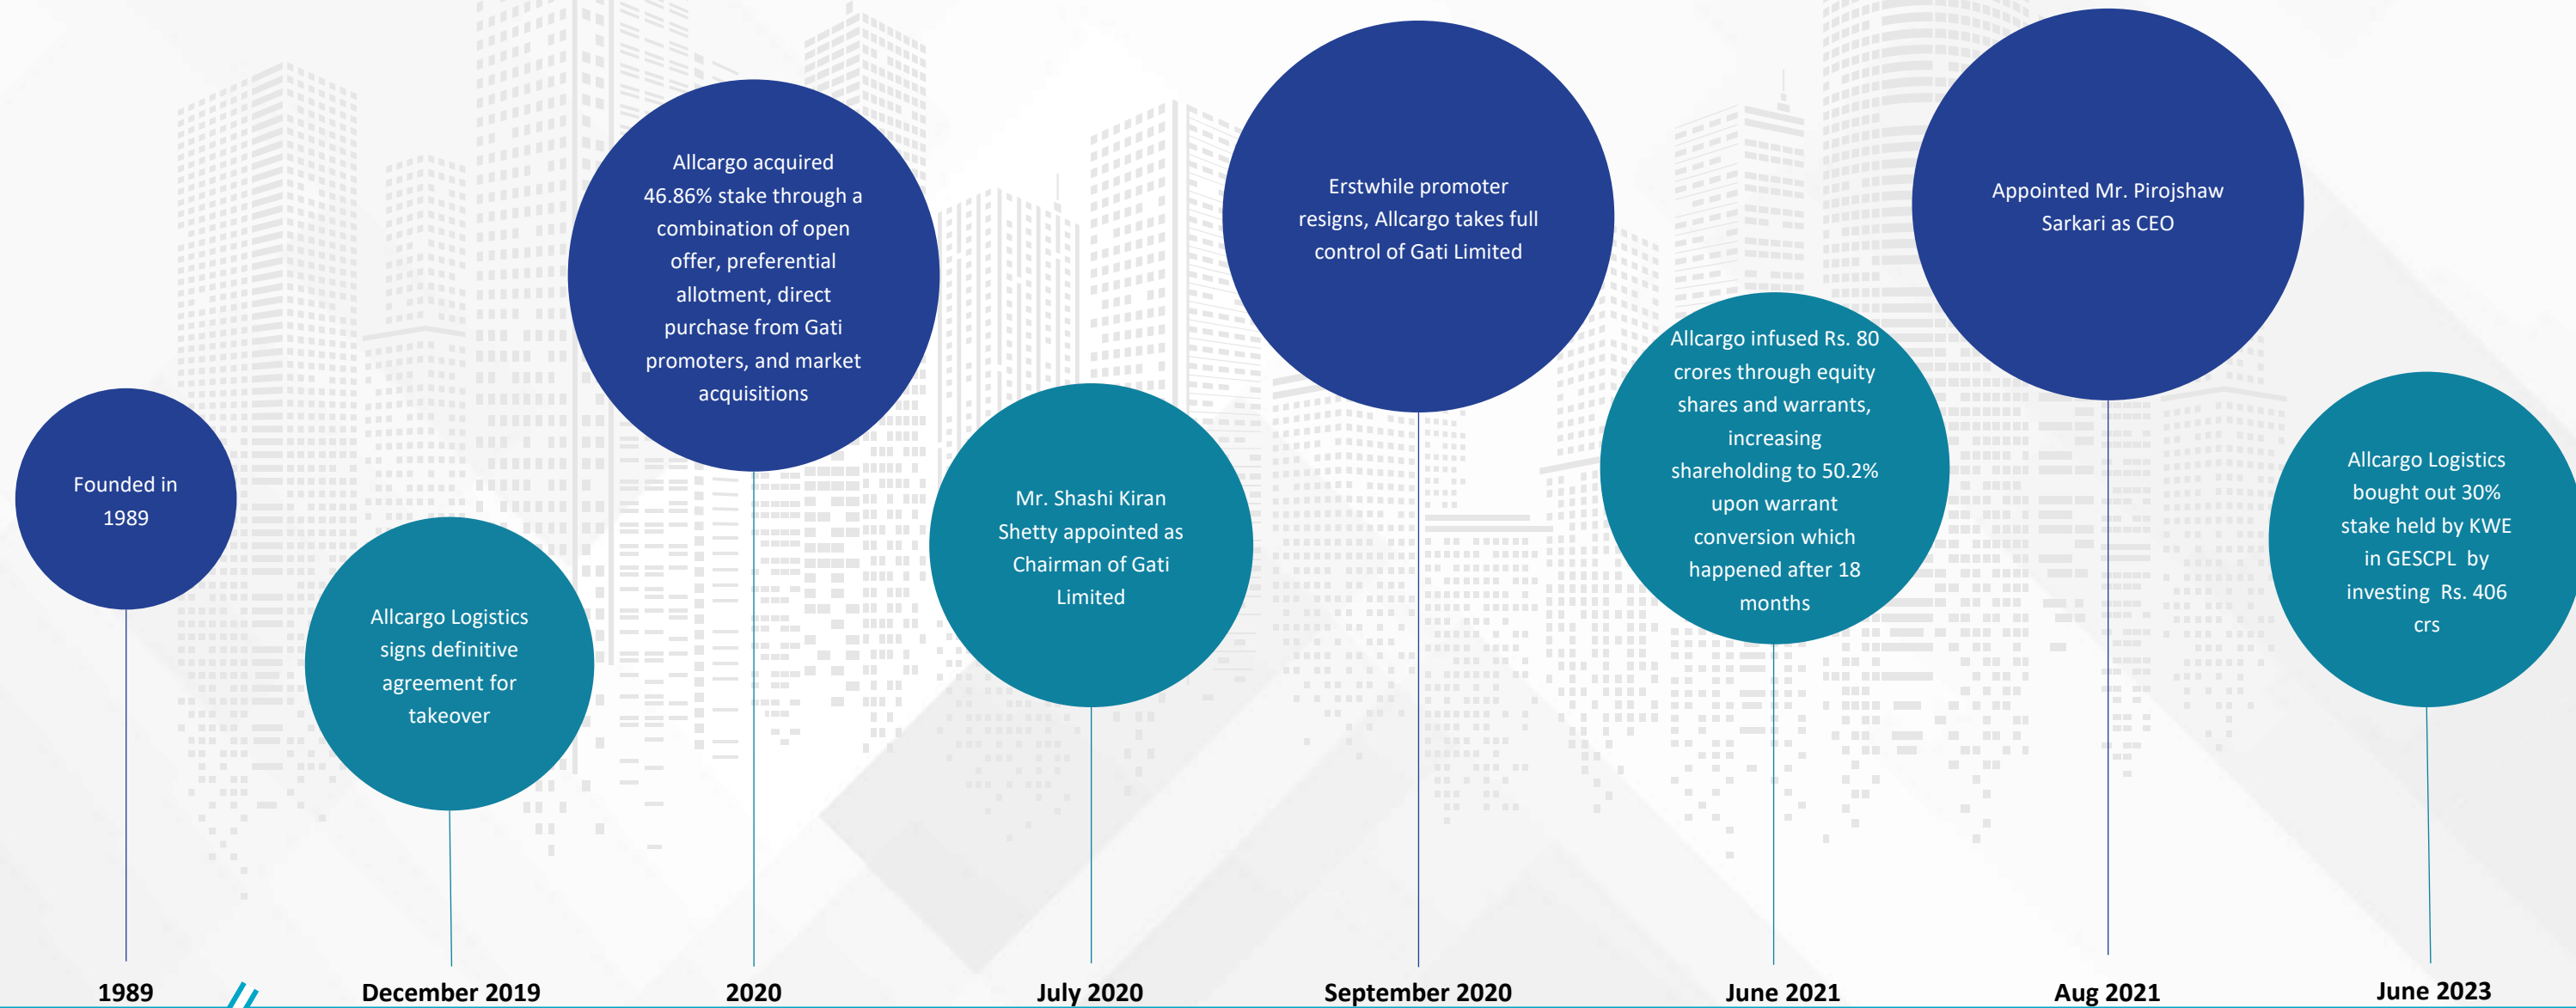 Founded in
1989
Allcargo Logistics
signs definitive
agreement for
takeover
Allcargo acquired
46.86% stake through a
combination of open
offer, preferential
allotment, direct
purchase from Gati
promoters, and market
acquisitions
Mr. Shashi Kiran
Shetty appointed as
Chairman of Gati
Limited
Erstwhile promoter
resigns, Allcargo takes full
control of Gati Limited
Allcargo infused Rs. 80
crores through equity
shares and warrants,
increasing
shareholding to 50.2%
upon warrant
conversion which
happened after 18
months
Appointed Mr. Pirojshaw
Sarkari as CEO
Allcargo Logistics
bought out 30%
stake held by KWE
in GESCPL by
investing Rs. 406
crs
1989
December 2019
2020
July 2020
September 2020
June 2021
Aug 2021
June 2023